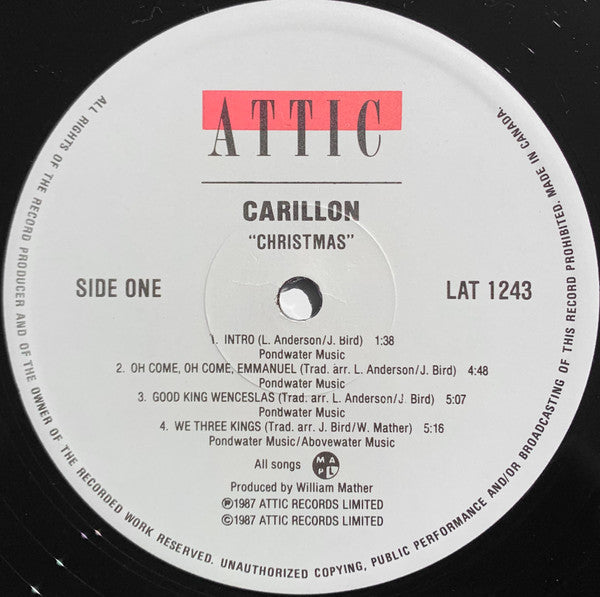 ATTIC
CARILLON
"CHRISTMAS"
SIDE ONE
LAT 1243
1. INTRO (L. Anderson/J. Bird) 1:38
Pondwater Music
2. OH COME, OH COME, EMMANUEL (Trad. arr. L. Anderson/J. Bird) 4:48
Pondwater Music
3. GOOD KING WENCESLAS (Trad. arr. L. Anderson/J. Bird) 5:07
Pondwater Music
4. WE THREE KINGS (Trad. arr. J. Bird/W. Mather) 5:16
Pondwater Music/Abovewater Music
All songs MAPL
Produced by William Mather
℗1987 ATTIC RECORDS LIMITED
©1987 ATTIC RECORDS LIMITED
ALL RIGHTS OF THE RECORD PRODUCER AND OF THE OWNER OF THE RECORDED WORK RESERVED. UNAUTHORIZED COPYING, PUBLIC PERFORMANCE AND/OR BROADCASTING OF THIS RECORD PROHIBITED. MADE IN CANADA.